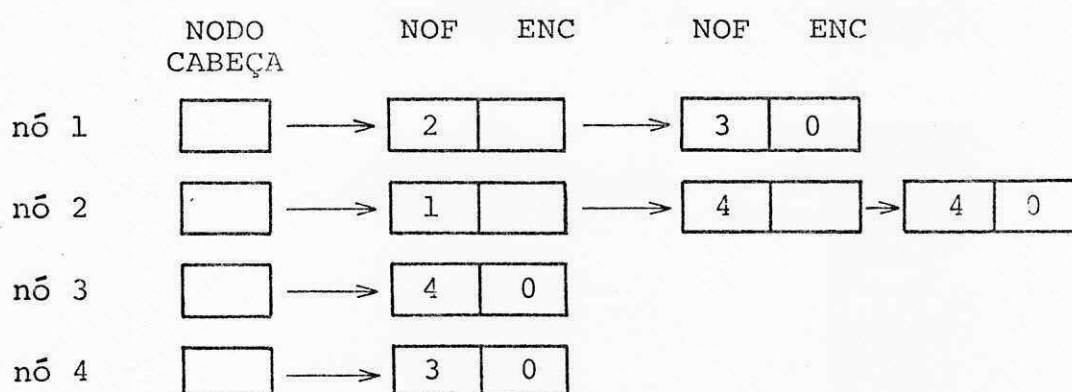 NODO NOF ENC NOF ENC
CABEÇA
nó 1 2 3 0
nó 2 1 4 4 0
nó 3 4 0
nó 4 3 0